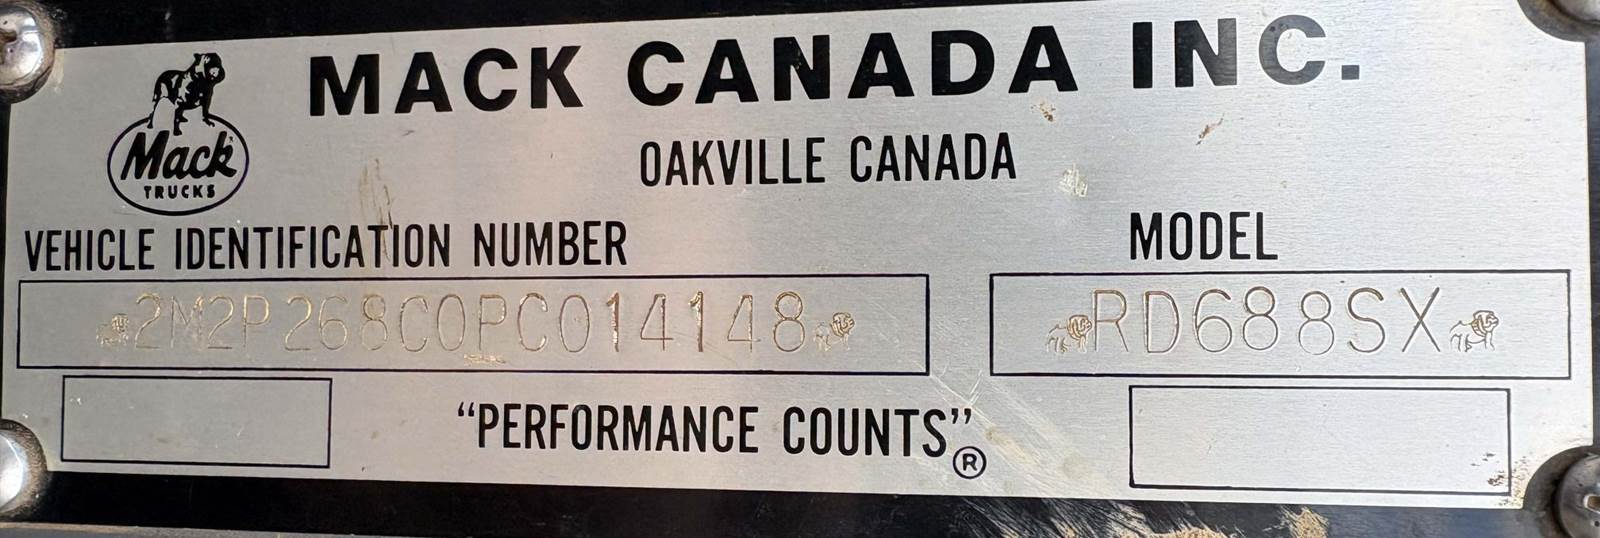 MACK CANADA INC.
Mack
TRUCKS
OAKVILLE CANADA
VEHICLE IDENTIFICATION NUMBER
MODEL
2M2P268C0PC014148
RD688SX
"PERFORMANCE COUNTS"®